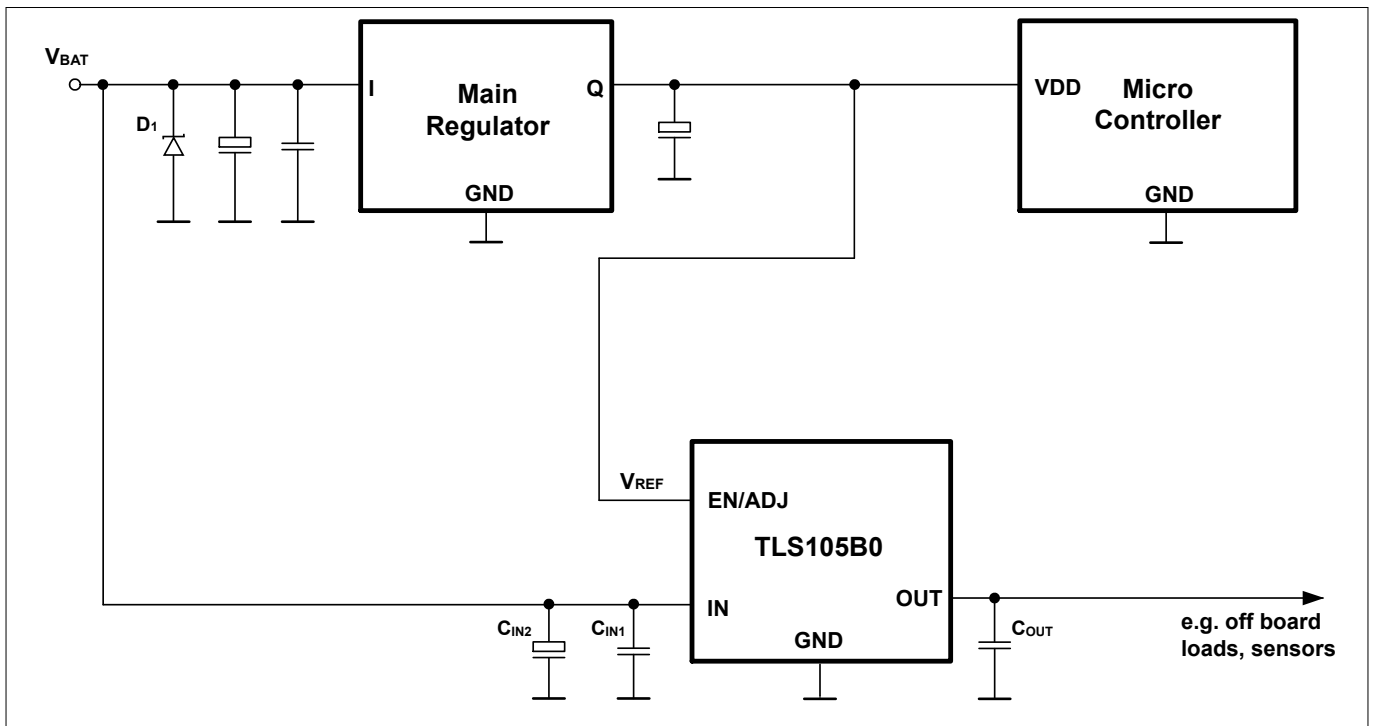 VBAT
D1
I
Main
Regulator
Q
GND
VDD
Micro
Controller
GND
VREF
EN/ADJ
TLS105B0
IN
OUT
GND
CIN2
CIN1
COUT
e.g. off board
loads, sensors